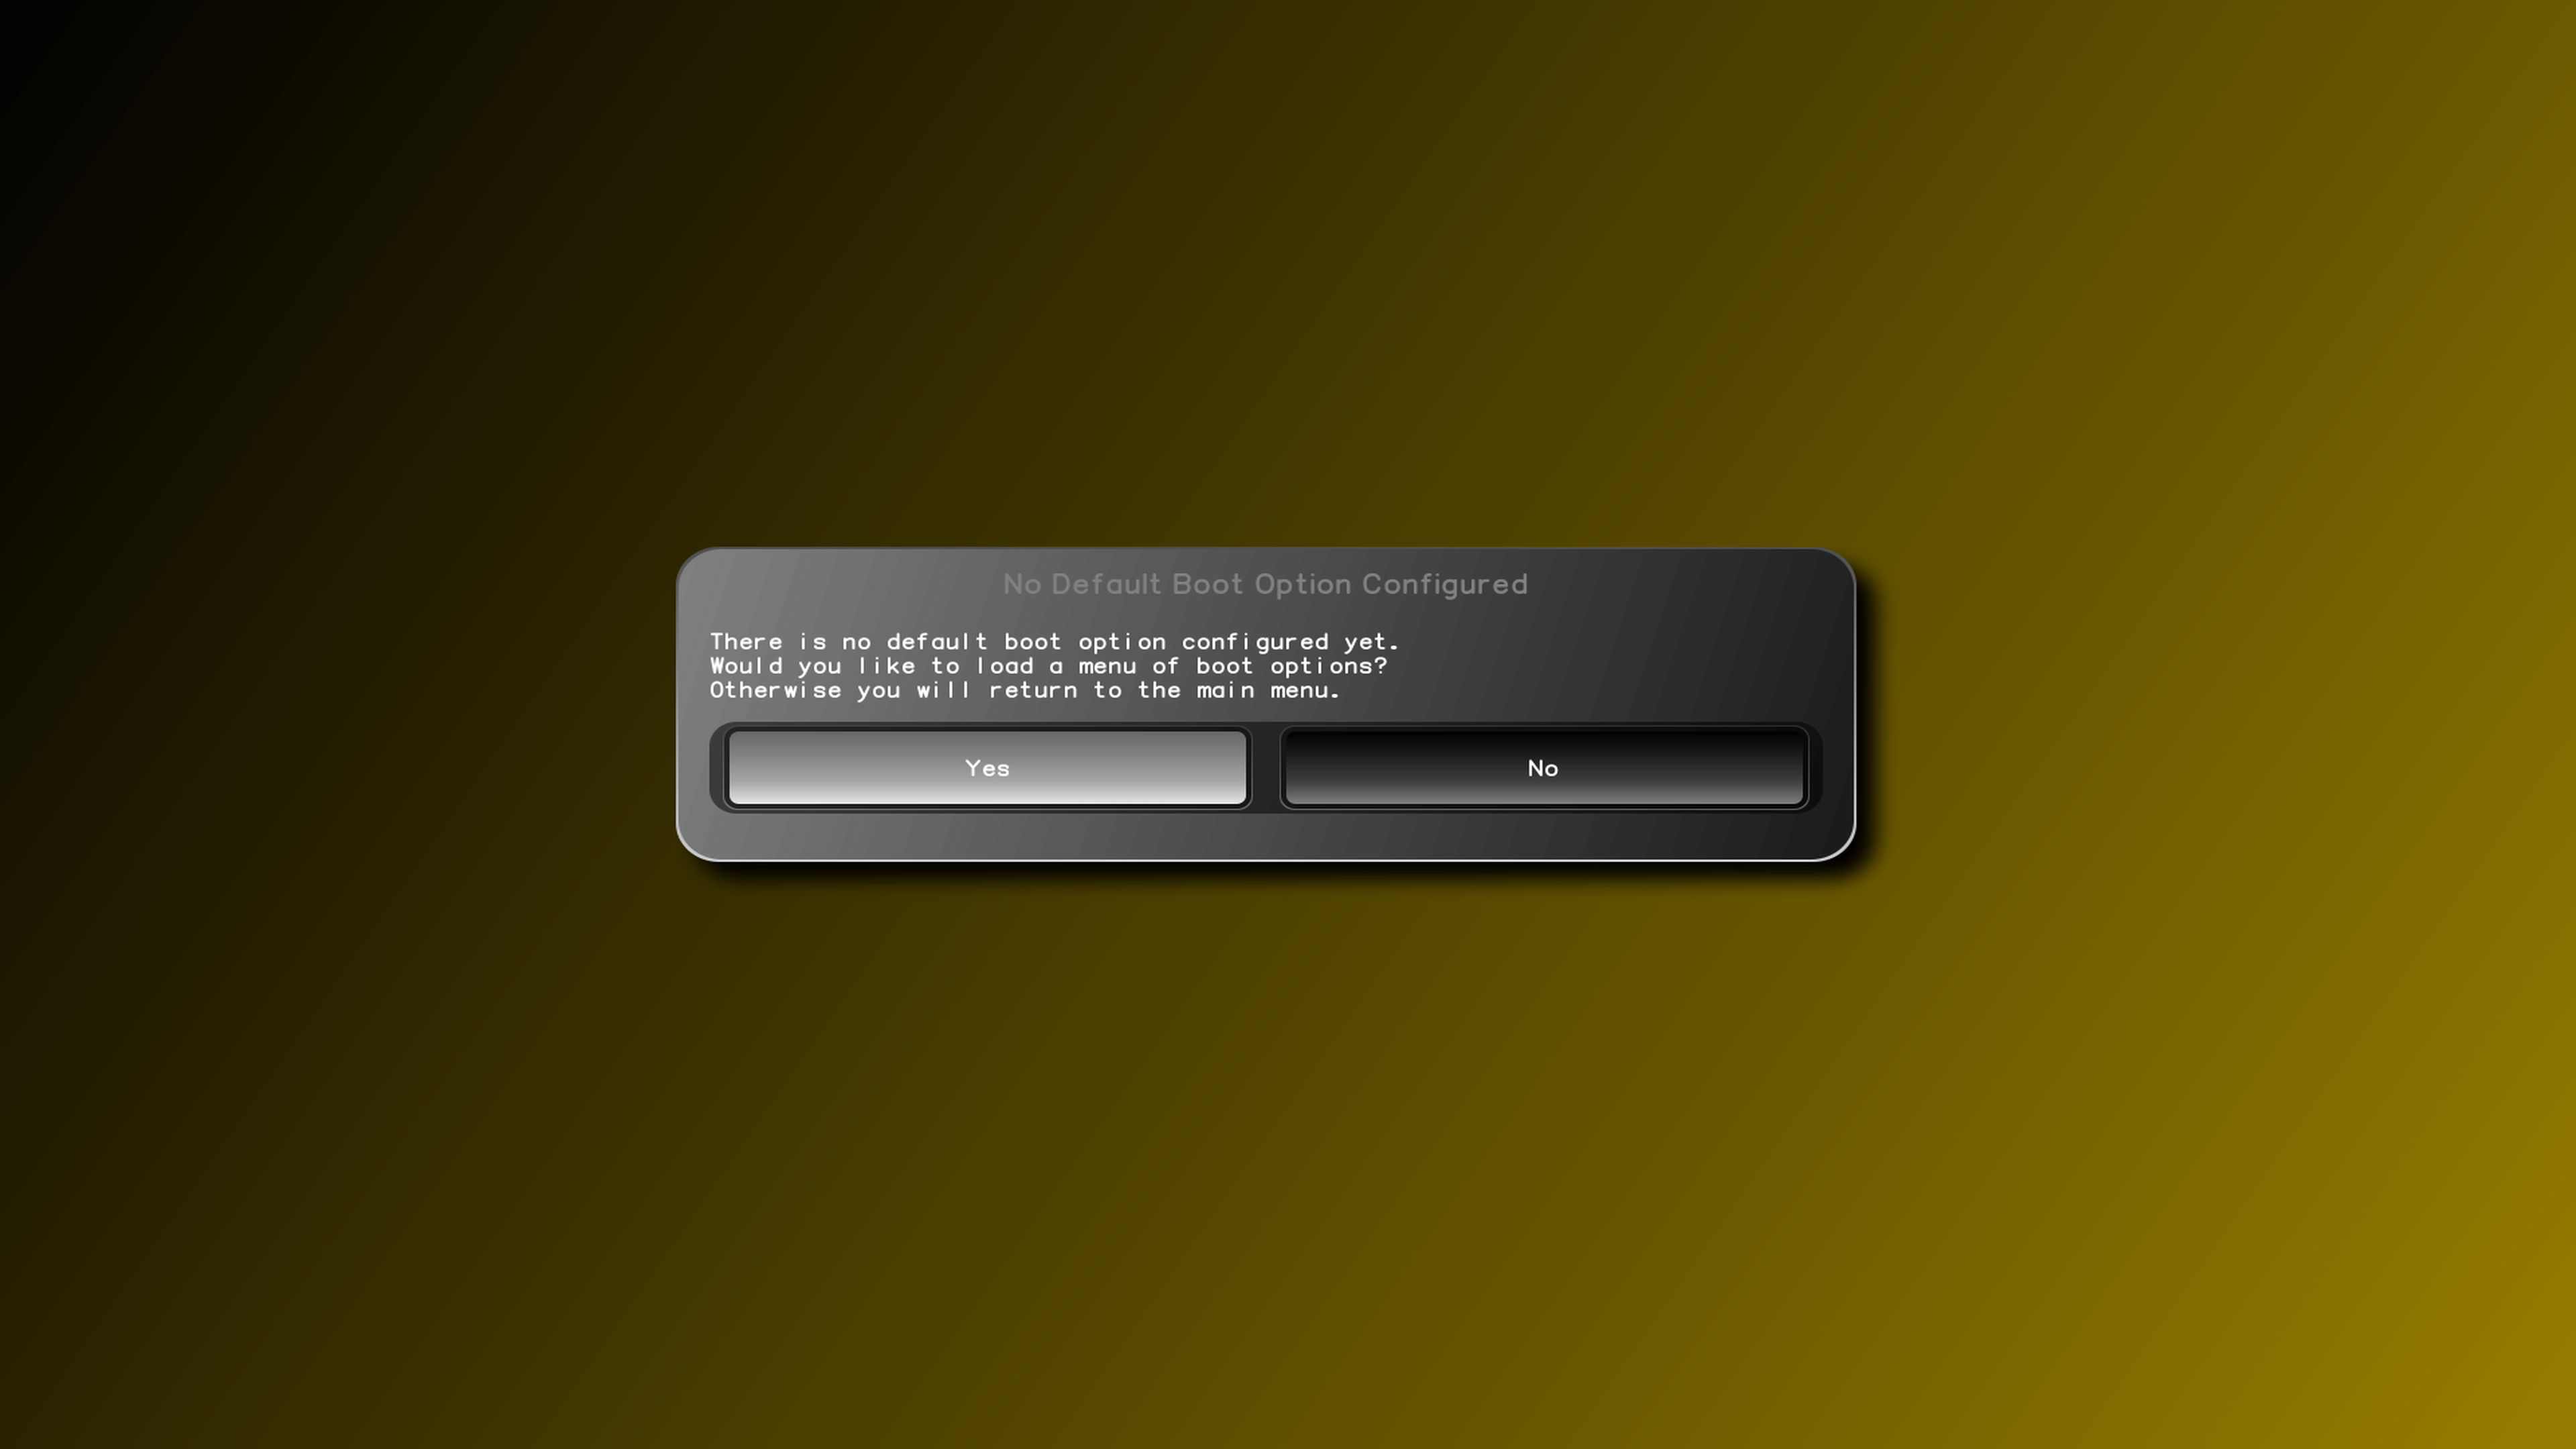 No Default Boot Option Configured
There is no default boot option configured yet.
Would you like to load a menu of boot options?
Otherwise you will return to the main menu.
Yes
No